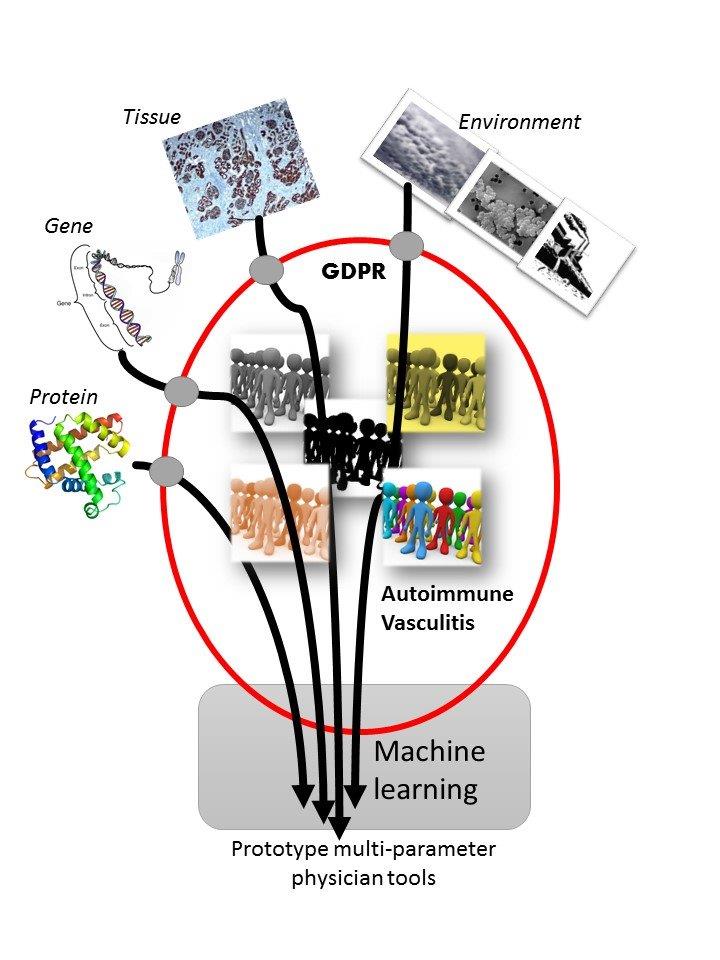 Tissue
Environment
Gene
Exon
Intron
Gene
Exon
GDPR
Protein
Autoimmune
Vasculitis
Machine
learning
Prototype multi-parameter
physician tools